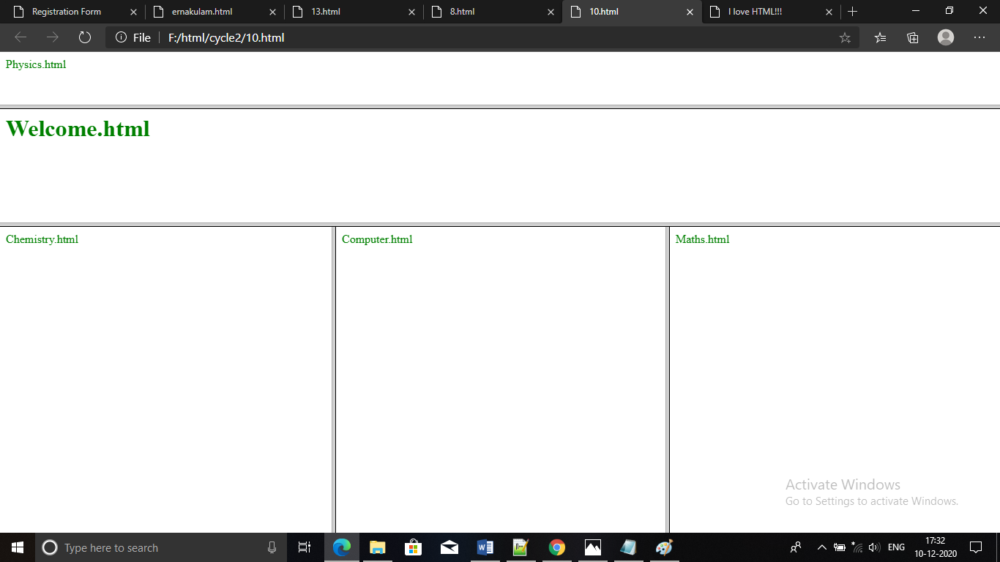 Registration Form
ernakulam.html
13.html
8.html
10.html
I love HTML!!!
File
F:/html/cycle2/10.html
Physics.html
Welcome.html
Chemistry.html
Computer.html
Maths.html
Activate Windows
Go to Settings to activate Windows.
Type here to search
ENG
17:32
10-12-2020